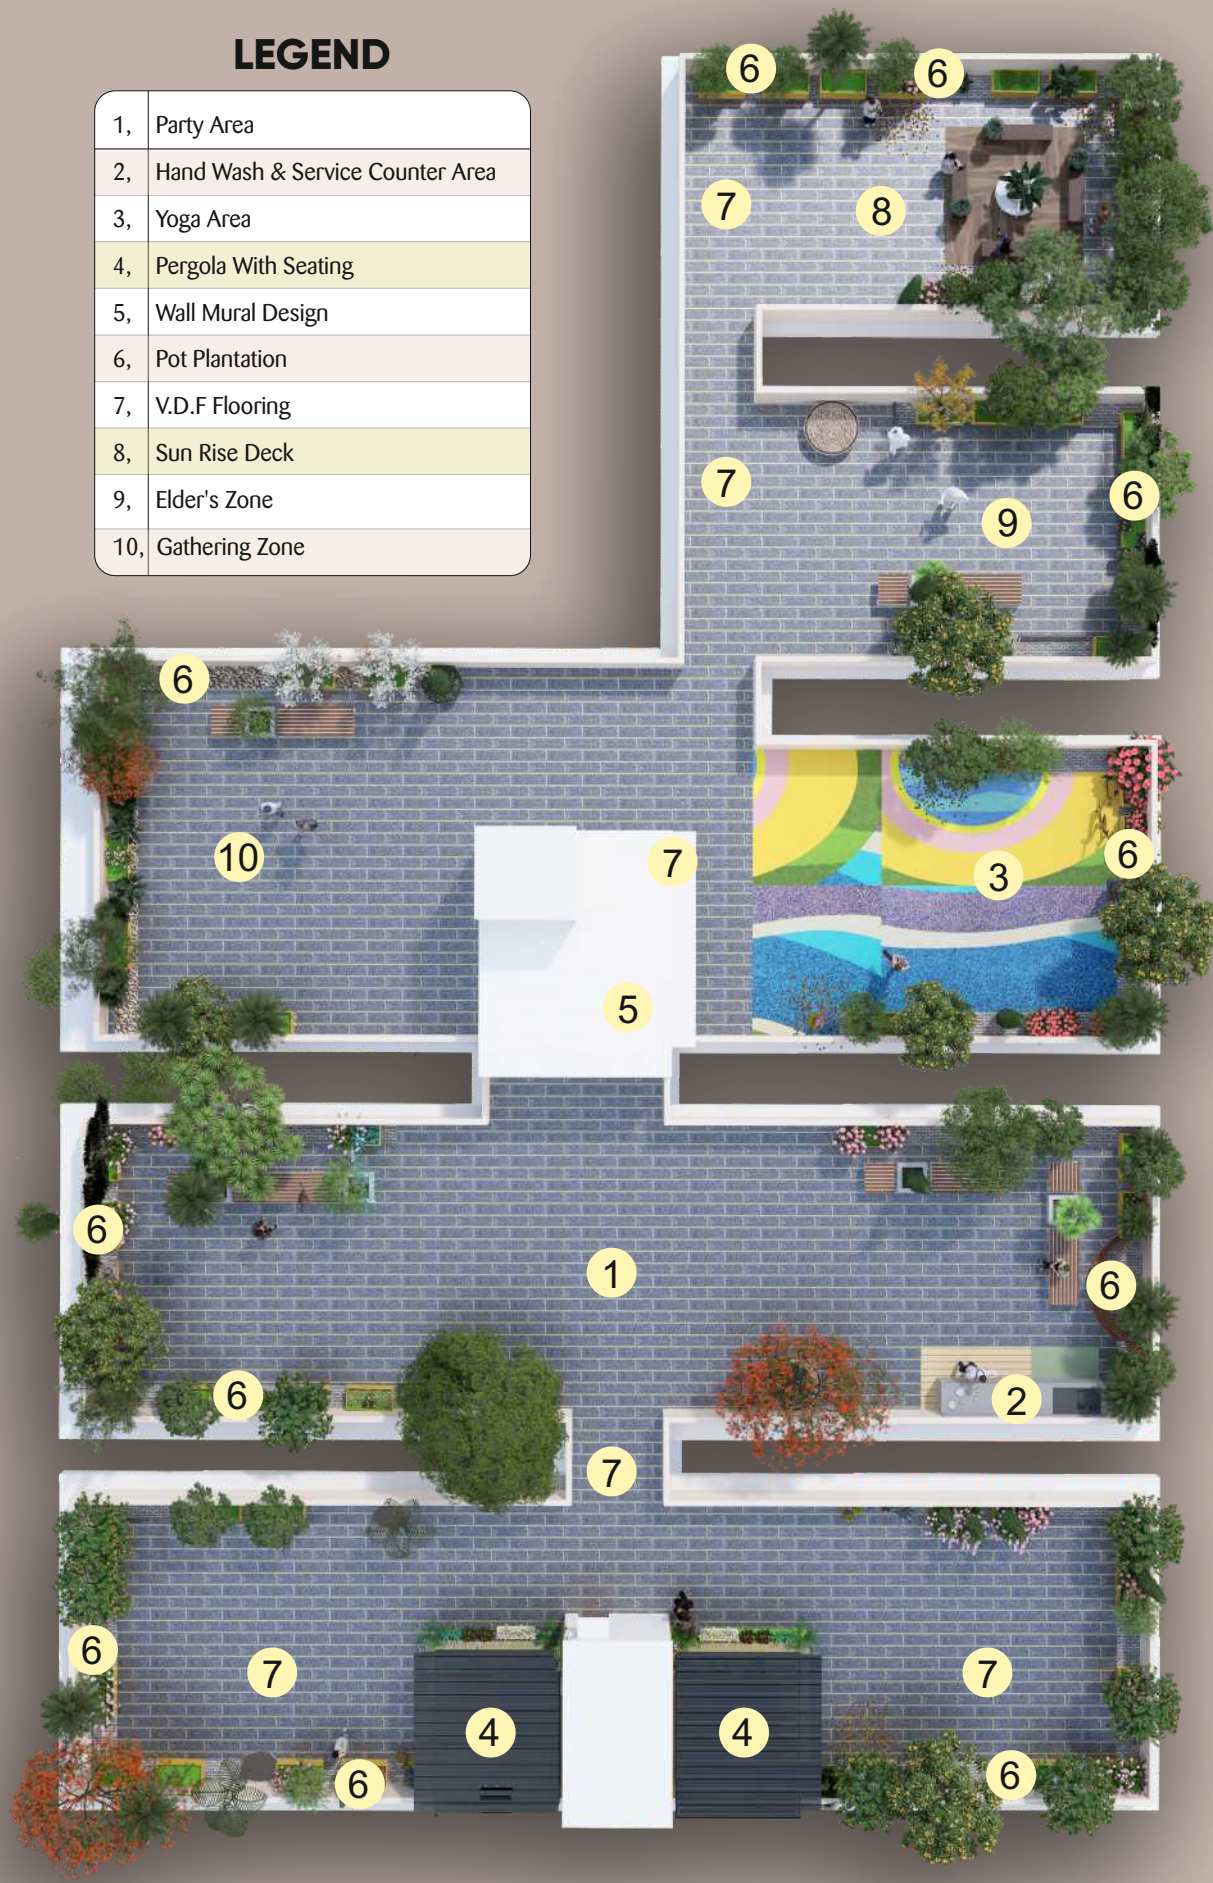 LEGEND
1, Party Area
2, Hand Wash & Service Counter Area
3, Yoga Area
4, Pergola With Seating
5, Wall Mural Design
6, Pot Plantation
7, V.D.F Flooring
8, Sun Rise Deck
9, Elder's Zone
10, Gathering Zone
6 6
7 8
7 6
9
6
10 7 6
3
5
6
1 6
6 2
7
6 7 7
4 4
6 6